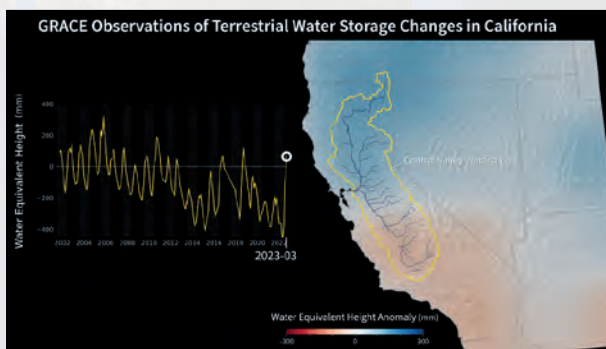 GRACE Observations of Terrestrial Water Storage Changes in California
Water Equivalent Height (mm)
400
200
0
-200
-400
2002 2004 2006 2008 2010 2012 2014 2016 2018 2020 2022
2023-03
Central Valley
Water Equivalent Height Anomaly (mm)
-300 0 300